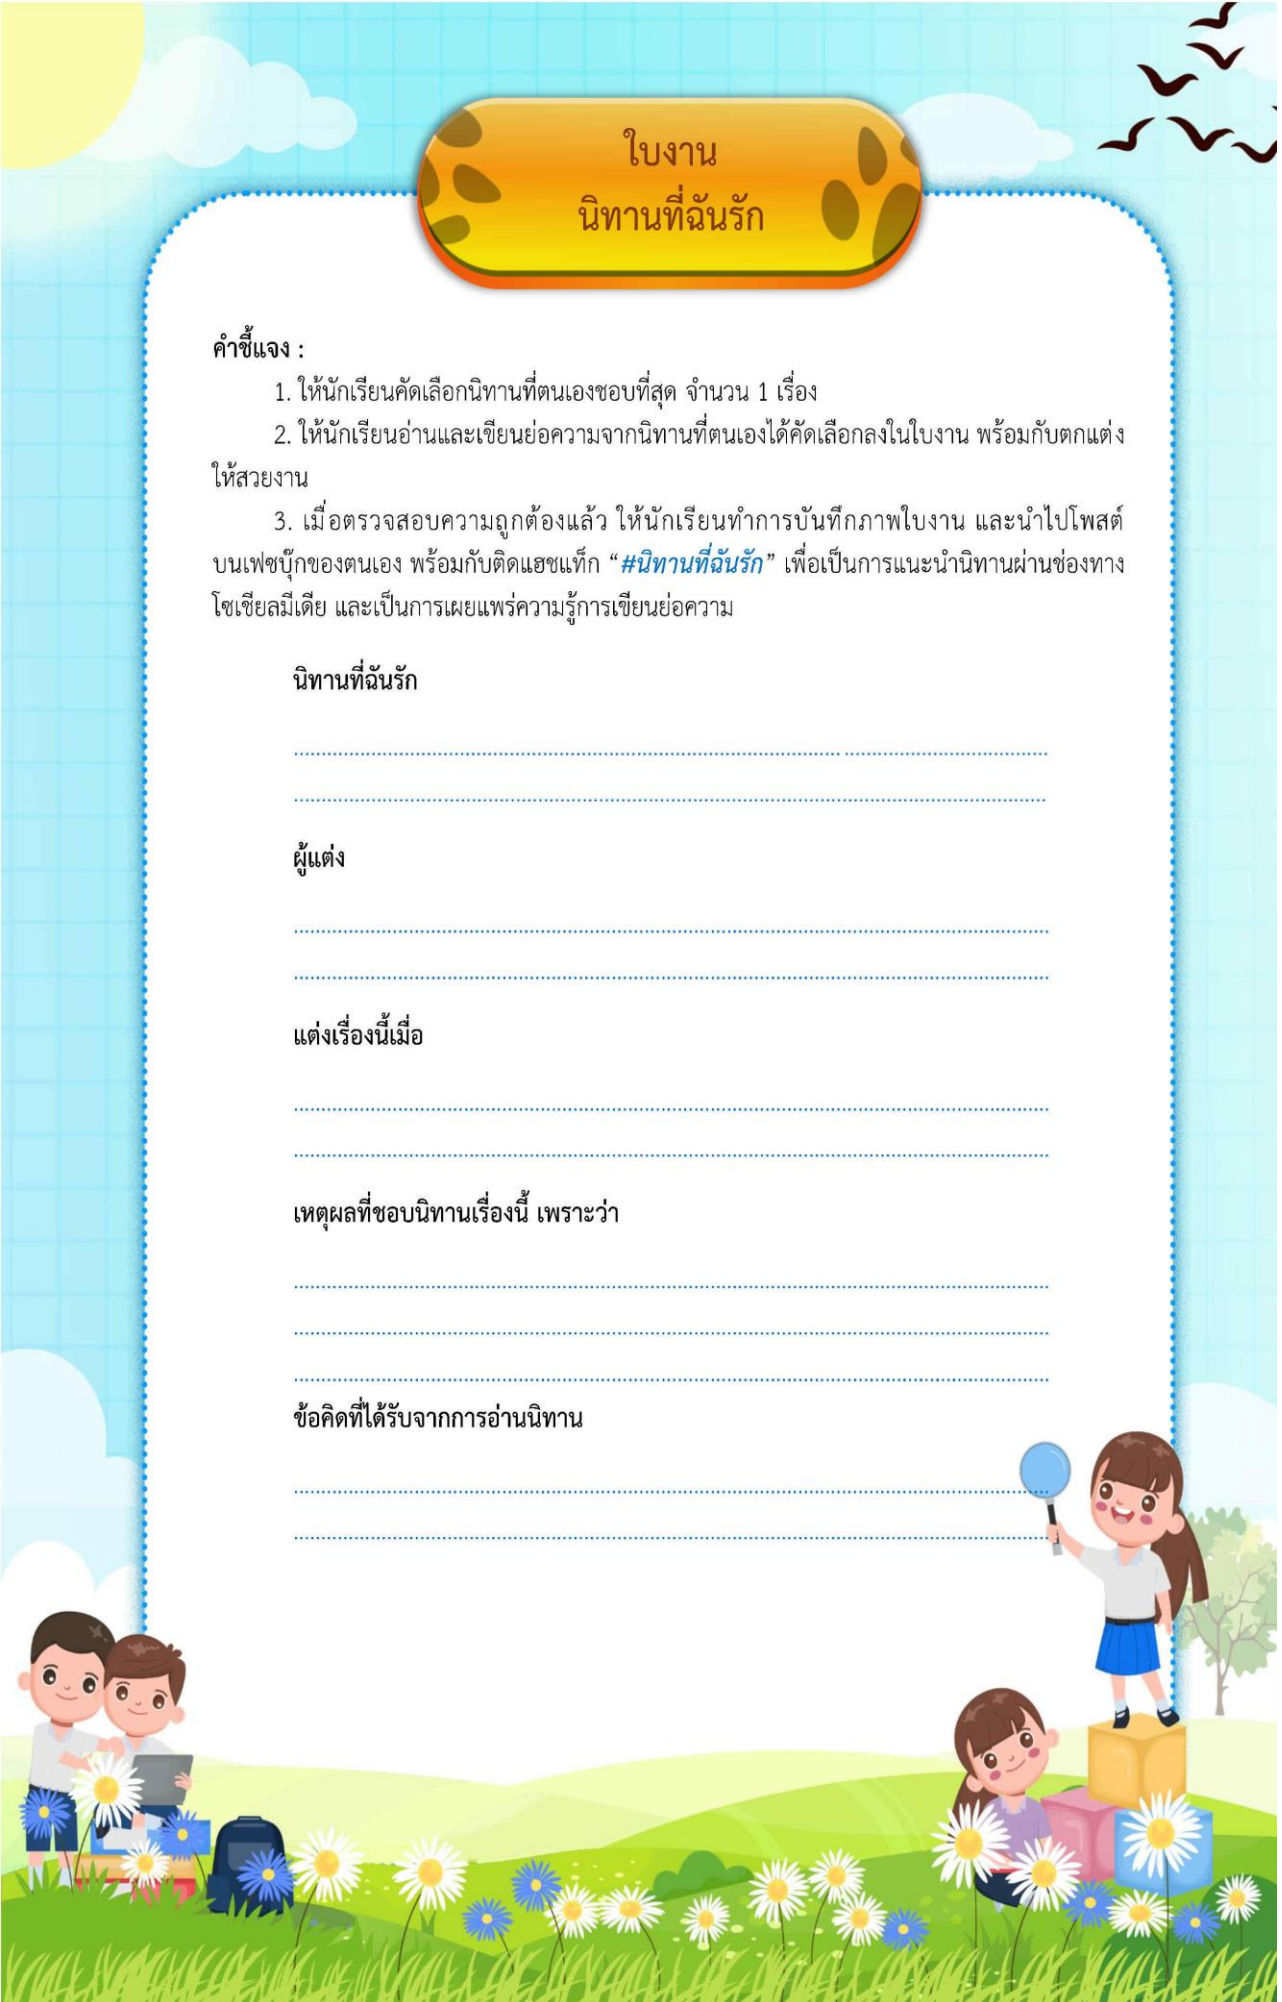 ใบงาน
นิทานที่ฉันรัก
คำชี้แจง :
1. ให้นักเรียนคัดเลือกนิทานที่ตนเองชอบที่สุด จำนวน 1 เรื่อง
2. ให้นักเรียนอ่านและเขียนย่อความจากนิทานที่ตนเองได้คัดเลือกลงในใบงาน พร้อมกับตกแต่ง
ให้สวยงาน
3. เมื่อตรวจสอบความถูกต้องแล้ว ให้นักเรียนทำการบันทึกภาพใบงาน และนำไปโพสต์
บนเฟซบุ๊กของตนเอง พร้อมกับติดแฮชแท็ก “#นิทานที่ฉันรัก” เพื่อเป็นการแนะนำนิทานผ่านช่องทาง
โซเชียลมีเดีย และเป็นการเผยแพร่ความรู้การเขียนย่อความ
นิทานที่ฉันรัก
ผู้แต่ง
แต่งเรื่องนี้เมื่อ
เหตุผลที่ชอบนิทานเรื่องนี้ เพราะว่า
ข้อคิดที่ได้รับจากการอ่านนิทาน